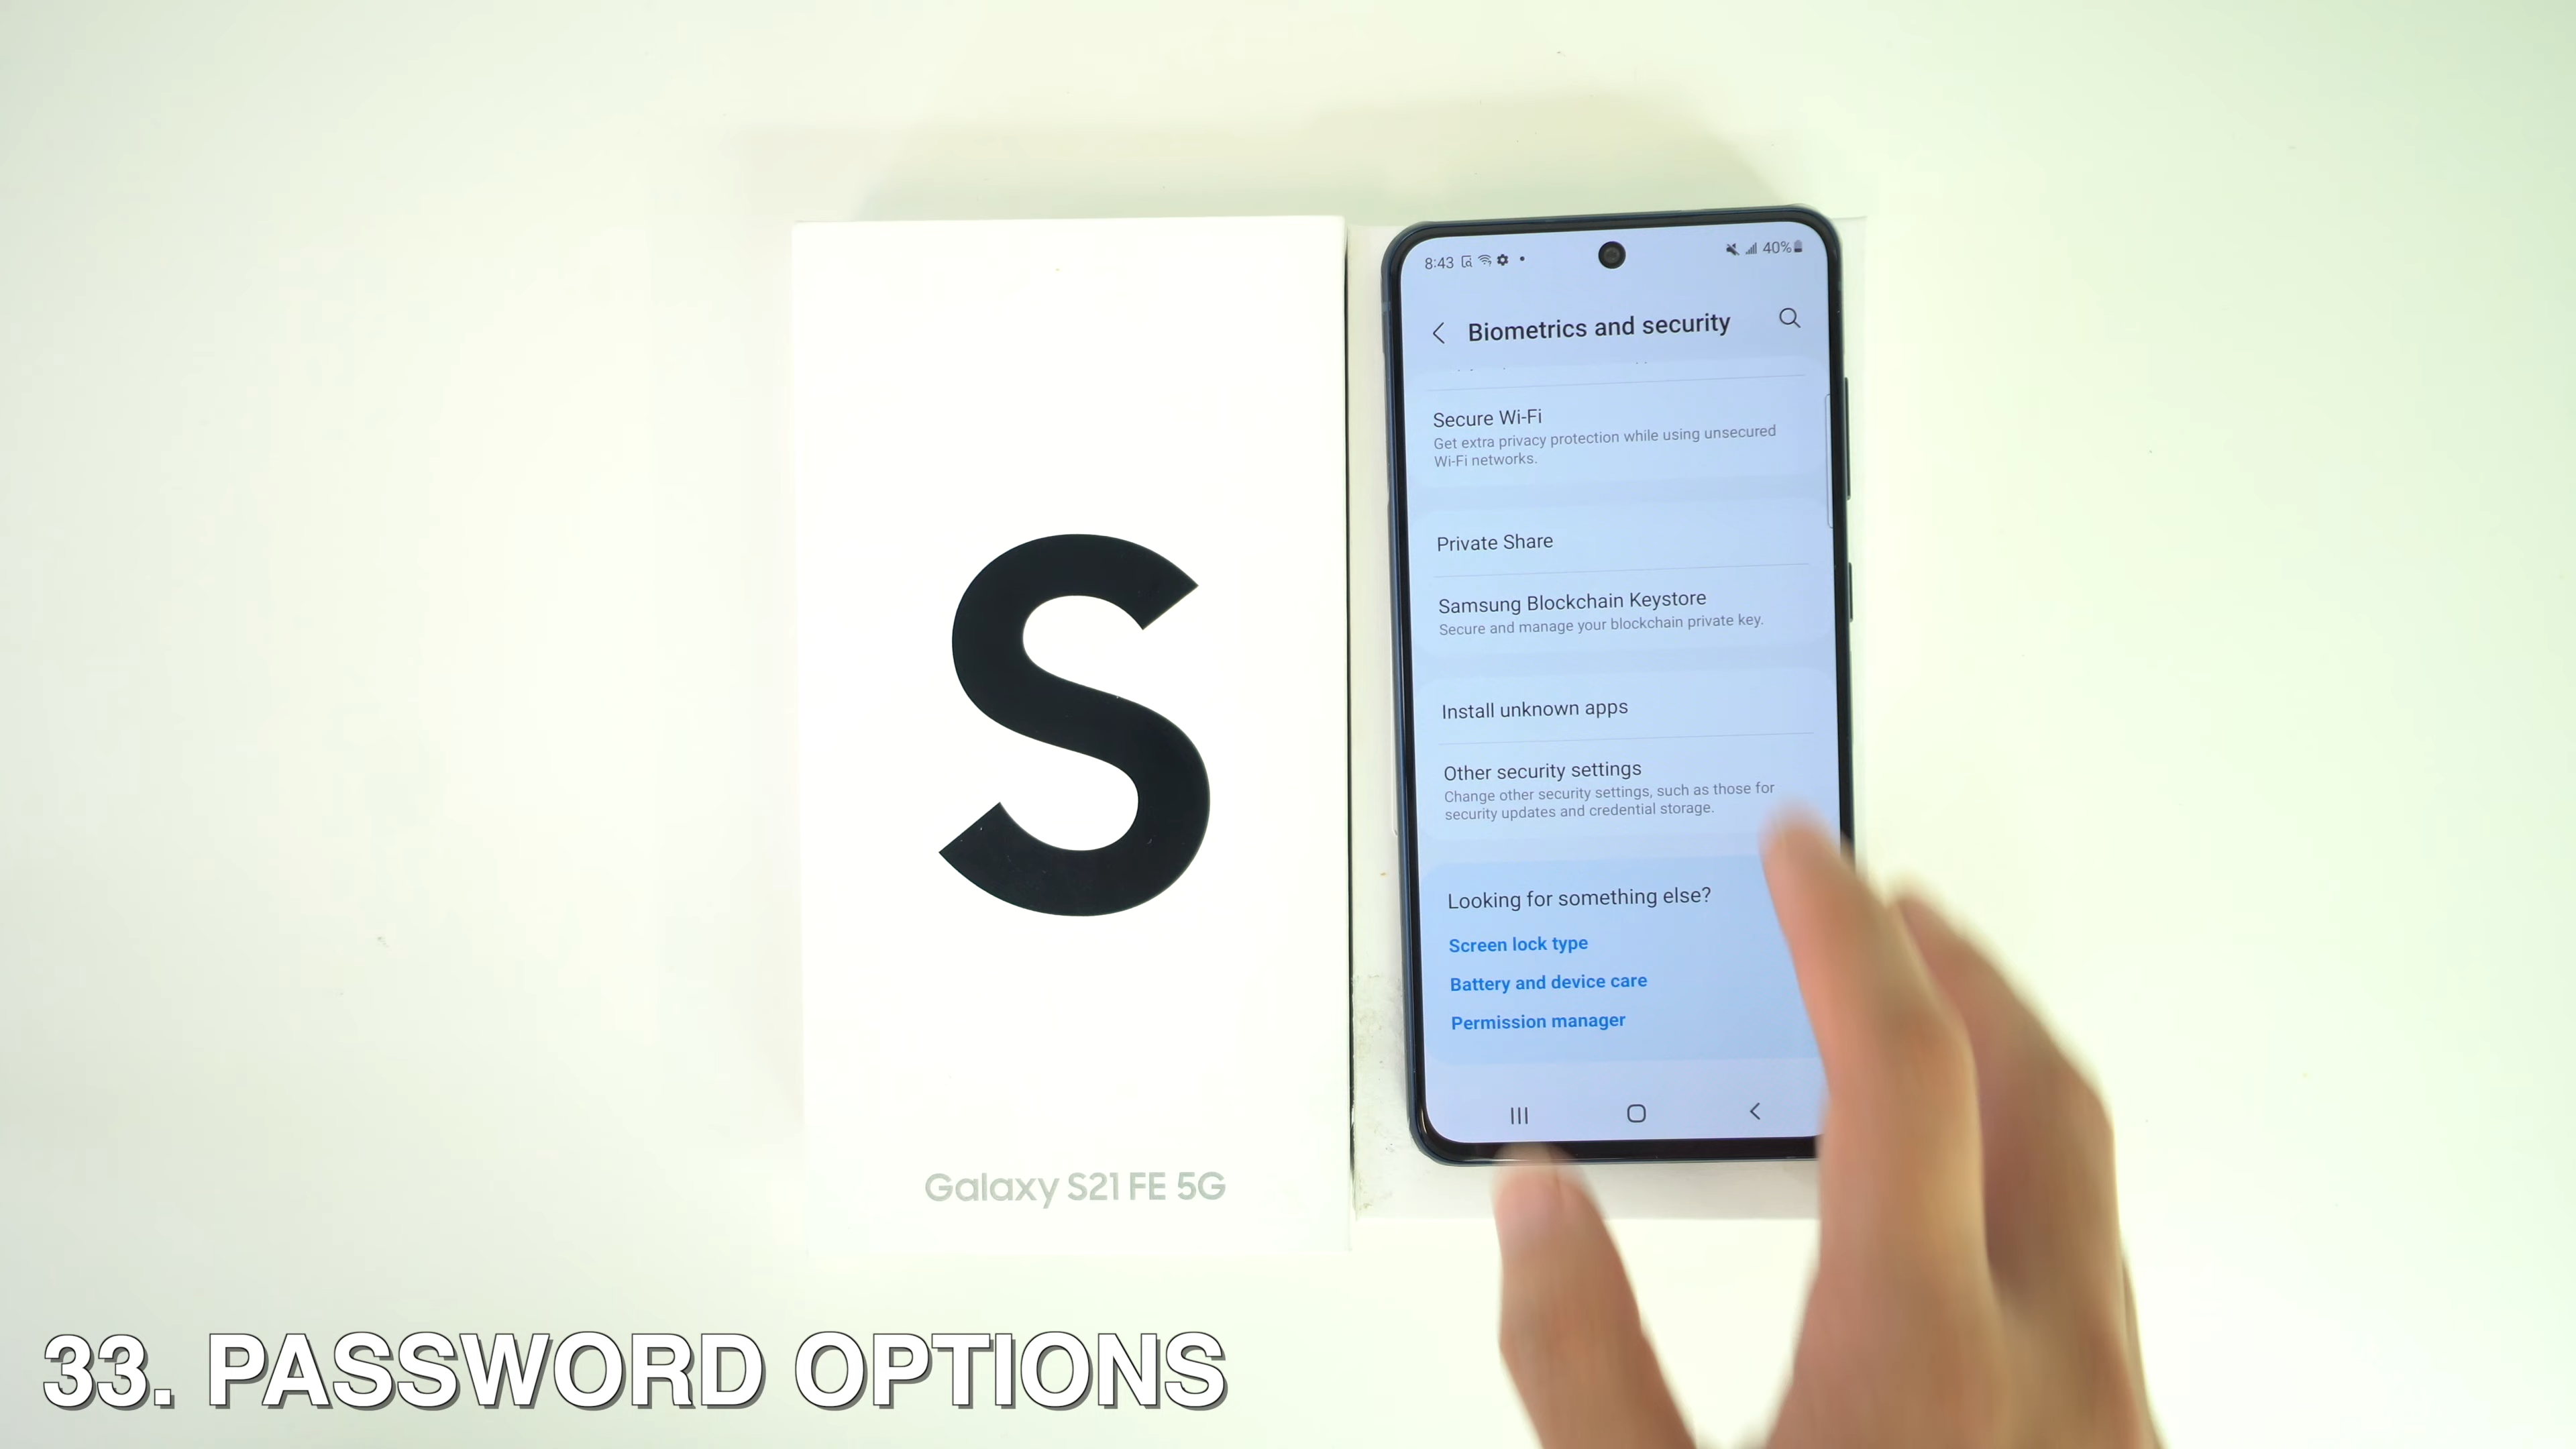 S
Galaxy S21 FE 5G
8:43
40%
Biometrics and security
Secure Wi-Fi
Get extra privacy protection while using unsecured
Wi-Fi networks.
Private Share
Samsung Blockchain Keystore
Secure and manage your blockchain private key.
Install unknown apps
Other security settings
Change other security settings, such as those for
security updates and credential storage.
Looking for something else?
Screen lock type
Battery and device care
Permission manager
33. PASSWORD OPTIONS